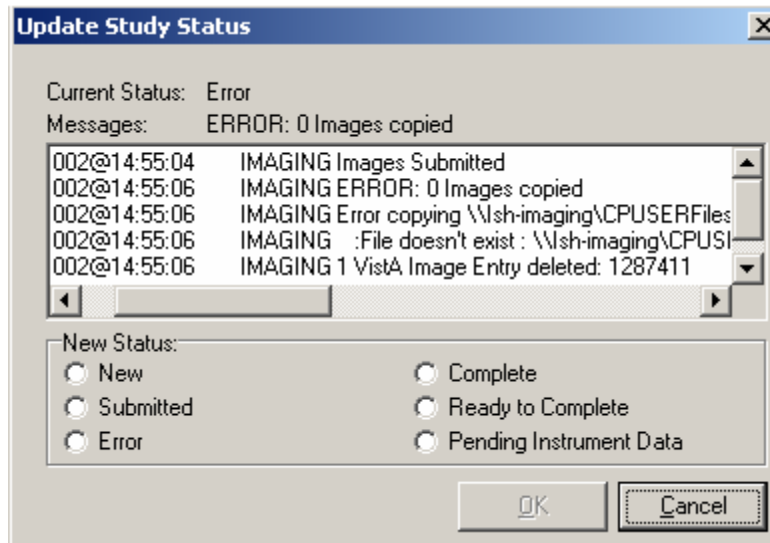 Update Study Status
Current Status: Error
Messages: ERROR: 0 Images copied
002@14:55:04 IMAGING Images Submitted
002@14:55:06 IMAGING ERROR: 0 Images copied
002@14:55:06 IMAGING Error copying \\lsh-imaging\CPUSERFiles
002@14:55:06 IMAGING :File doesn't exist : \\lsh-imaging\CPUSI
002@14:55:06 IMAGING 1 VistA Image Entry deleted: 1287411
New Status:
New Complete
Submitted Ready to Complete
Error Pending Instrument Data
OK Cancel